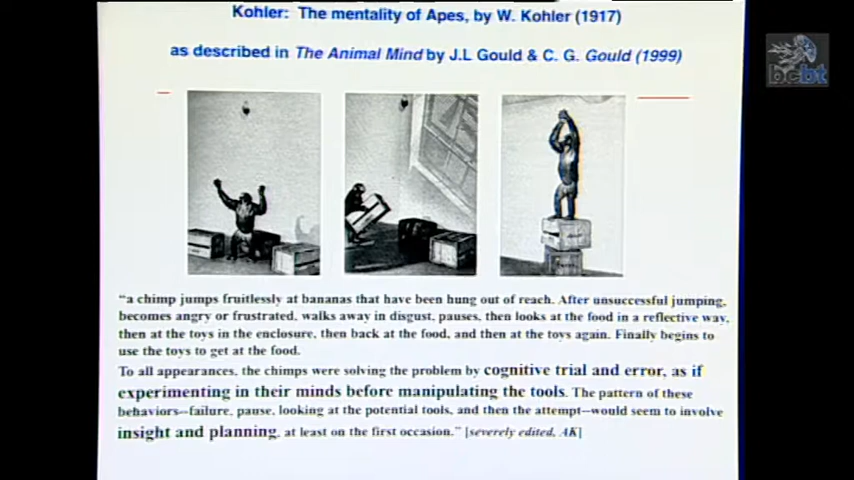 Kohler: The mentality of Apes, by W. Kohler (1917)
as described in The Animal Mind by J.L Gould & C. G. Gould (1999)
bcbt
"a chimp jumps fruitlessly at bananas that have been hung out of reach. After unsuccessful jumping,
becomes angry or frustrated, walks away in disgust, pauses, then looks at the food in a reflective way,
then at the toys in the enclosure, then back at the food, and then at the toys again. Finally begins to
use the toys to get at the food.
To all appearances, the chimps were solving the problem by cognitive trial and error, as if
experimenting in their minds before manipulating the tools. The pattern of these
behaviors—failure, pause, looking at the potential tools, and then the attempt—would seem to involve
insight and planning, at least on the first occasion." [severely edited, AK]